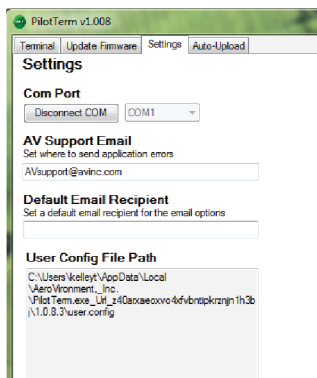 PilotTerm v1.008
Terminal Update Firmware Settings Auto-Upload
Settings
Com Port
Disconnect COM COM1
AV Support Email
Set where to send application errors
AVsupport@avinc.com
Default Email Recipient
Set a default email recipient for the email options
User Config File Path
C:\Users\kelleyt\AppData\Local
\AeroVironment,_Inc.
\PilotTerm.exe_Url_z40arxaeoxvo4xfvbntipkrznjn1h3b
j\1.0.8.3\user.config